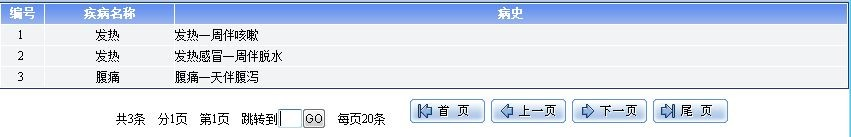 编号 疾病名称 病史
1 发热 发热一周伴咳嗽
2 发热 发热感冒一周伴脱水
3 腹痛 腹痛一天伴腹泻
共3条 分1页 第1页 跳转到 GO 每页20条 首 页 上一页 下一页 尾 页